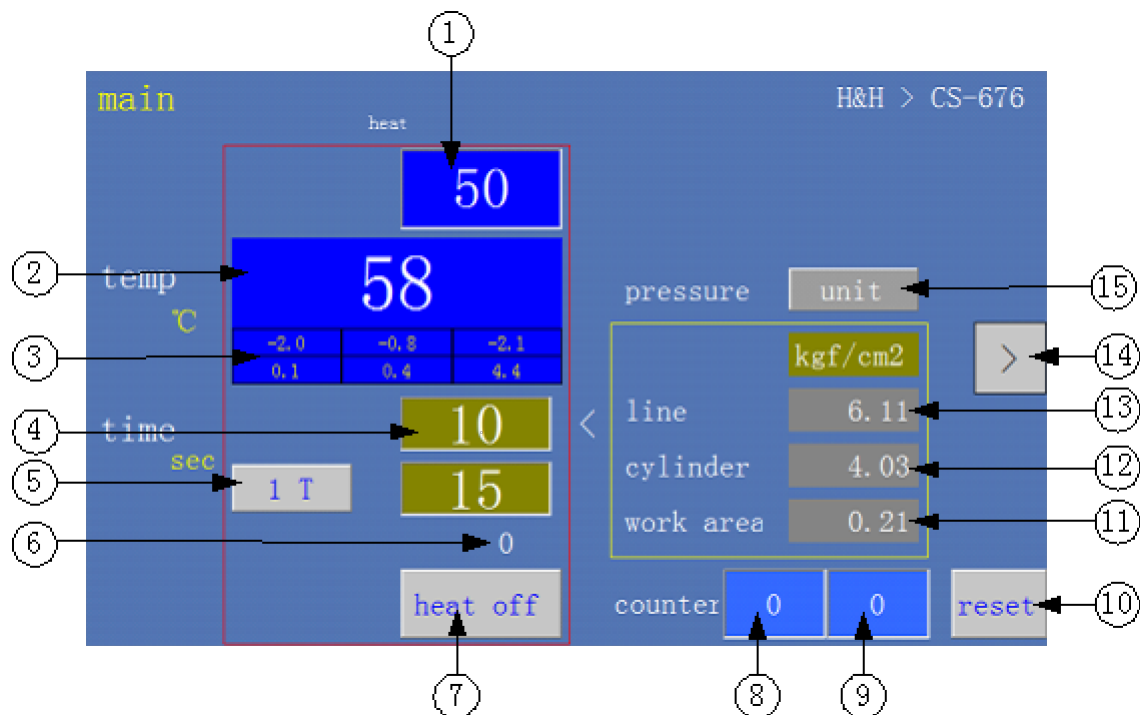 1
main
H&H > CS-676
heat
50
2
temp
58
℃
pressure
unit
15
3
-2.0 -0.8 -2.1
0.1 0.4 4.4
kgf/cm2
>
14
4
time
10
<
line
6.11
13
sec
5
1 T
15
cylinder
4.03
12
6
0
work area
0.21
11
heat off
counter
0
0
reset
10
7
8
9